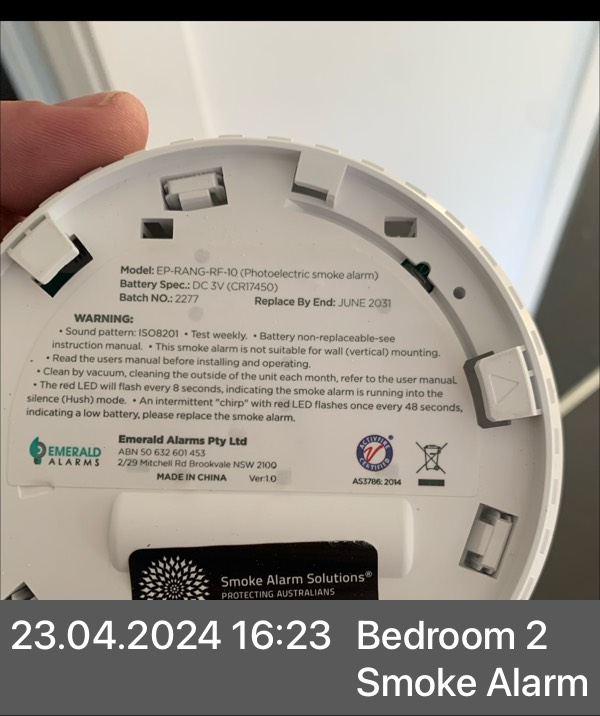 Model: EP-RANG-RF-10 (Photoelectric smoke alarm)
Battery Spec.: DC 3V (CR17450)
Batch NO.: 2277 Replace By End: JUNE 2031
WARNING:
• Sound pattern: ISO8201 • Test weekly. • Battery non-replaceable-see
instruction manual. • This smoke alarm is not suitable for wall (vertical) mounting.
• Read the users manual before installing and operating.
• Clean by vacuum, cleaning outside of the unit each month, refer to the user manual.
• The red LED will flash every 8 seconds, indicating the smoke alarm is running into the
silence (Hush) mode. • An intermittent "chirp" with red LED flashes once every 48 seconds,
indicating a low battery, please replace the smoke alarm.
EMERALD
ALARMS
Emerald Alarms Pty Ltd
ABN 50 632 601 453
2/29 Mitchell Rd Brookvale NSW 2100
MADE IN CHINA Ver:1.0
ACTIVFIRE
CERTIFIED
AS3786: 2014
Smoke Alarm Solutions®
PROTECTING AUSTRALIANS
23.04.2024 16:23 Bedroom 2
Smoke Alarm